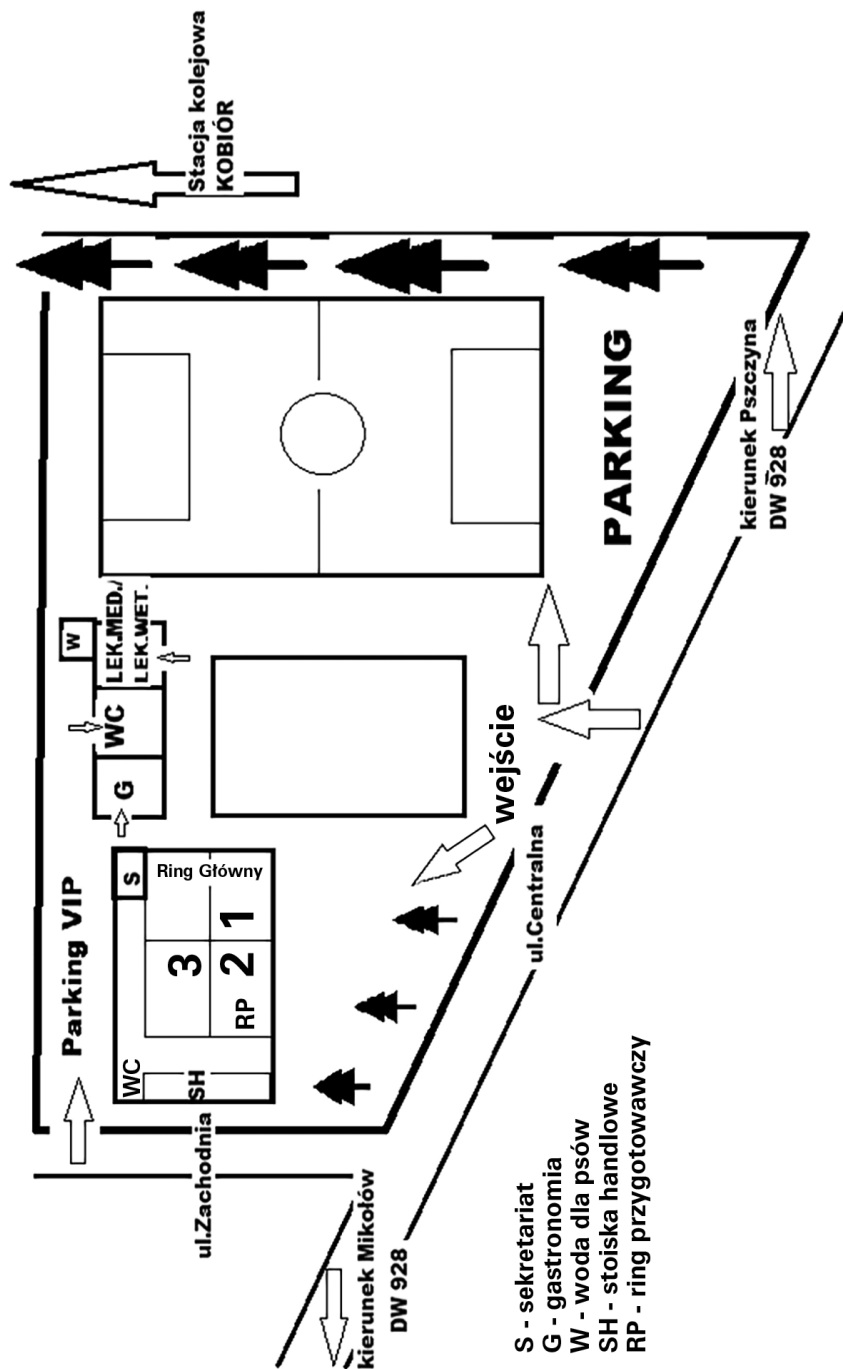 Stacja kolejowa
KOBIÓR
Parking VIP
W
LEK.MED./
LEK.WET.
WC
G
S
Ring Główny
3
1
2
RP
WC
SH
PARKING
wejście
ul.Zachodnia
ul.Centralna
kierunek Pszczyna
DW 928
kierunek Mikołów
DW 928
S - sekretariat
G - gastronomia
W - woda dla psów
SH - stoiska handlowe
RP - ring przygotowawczy